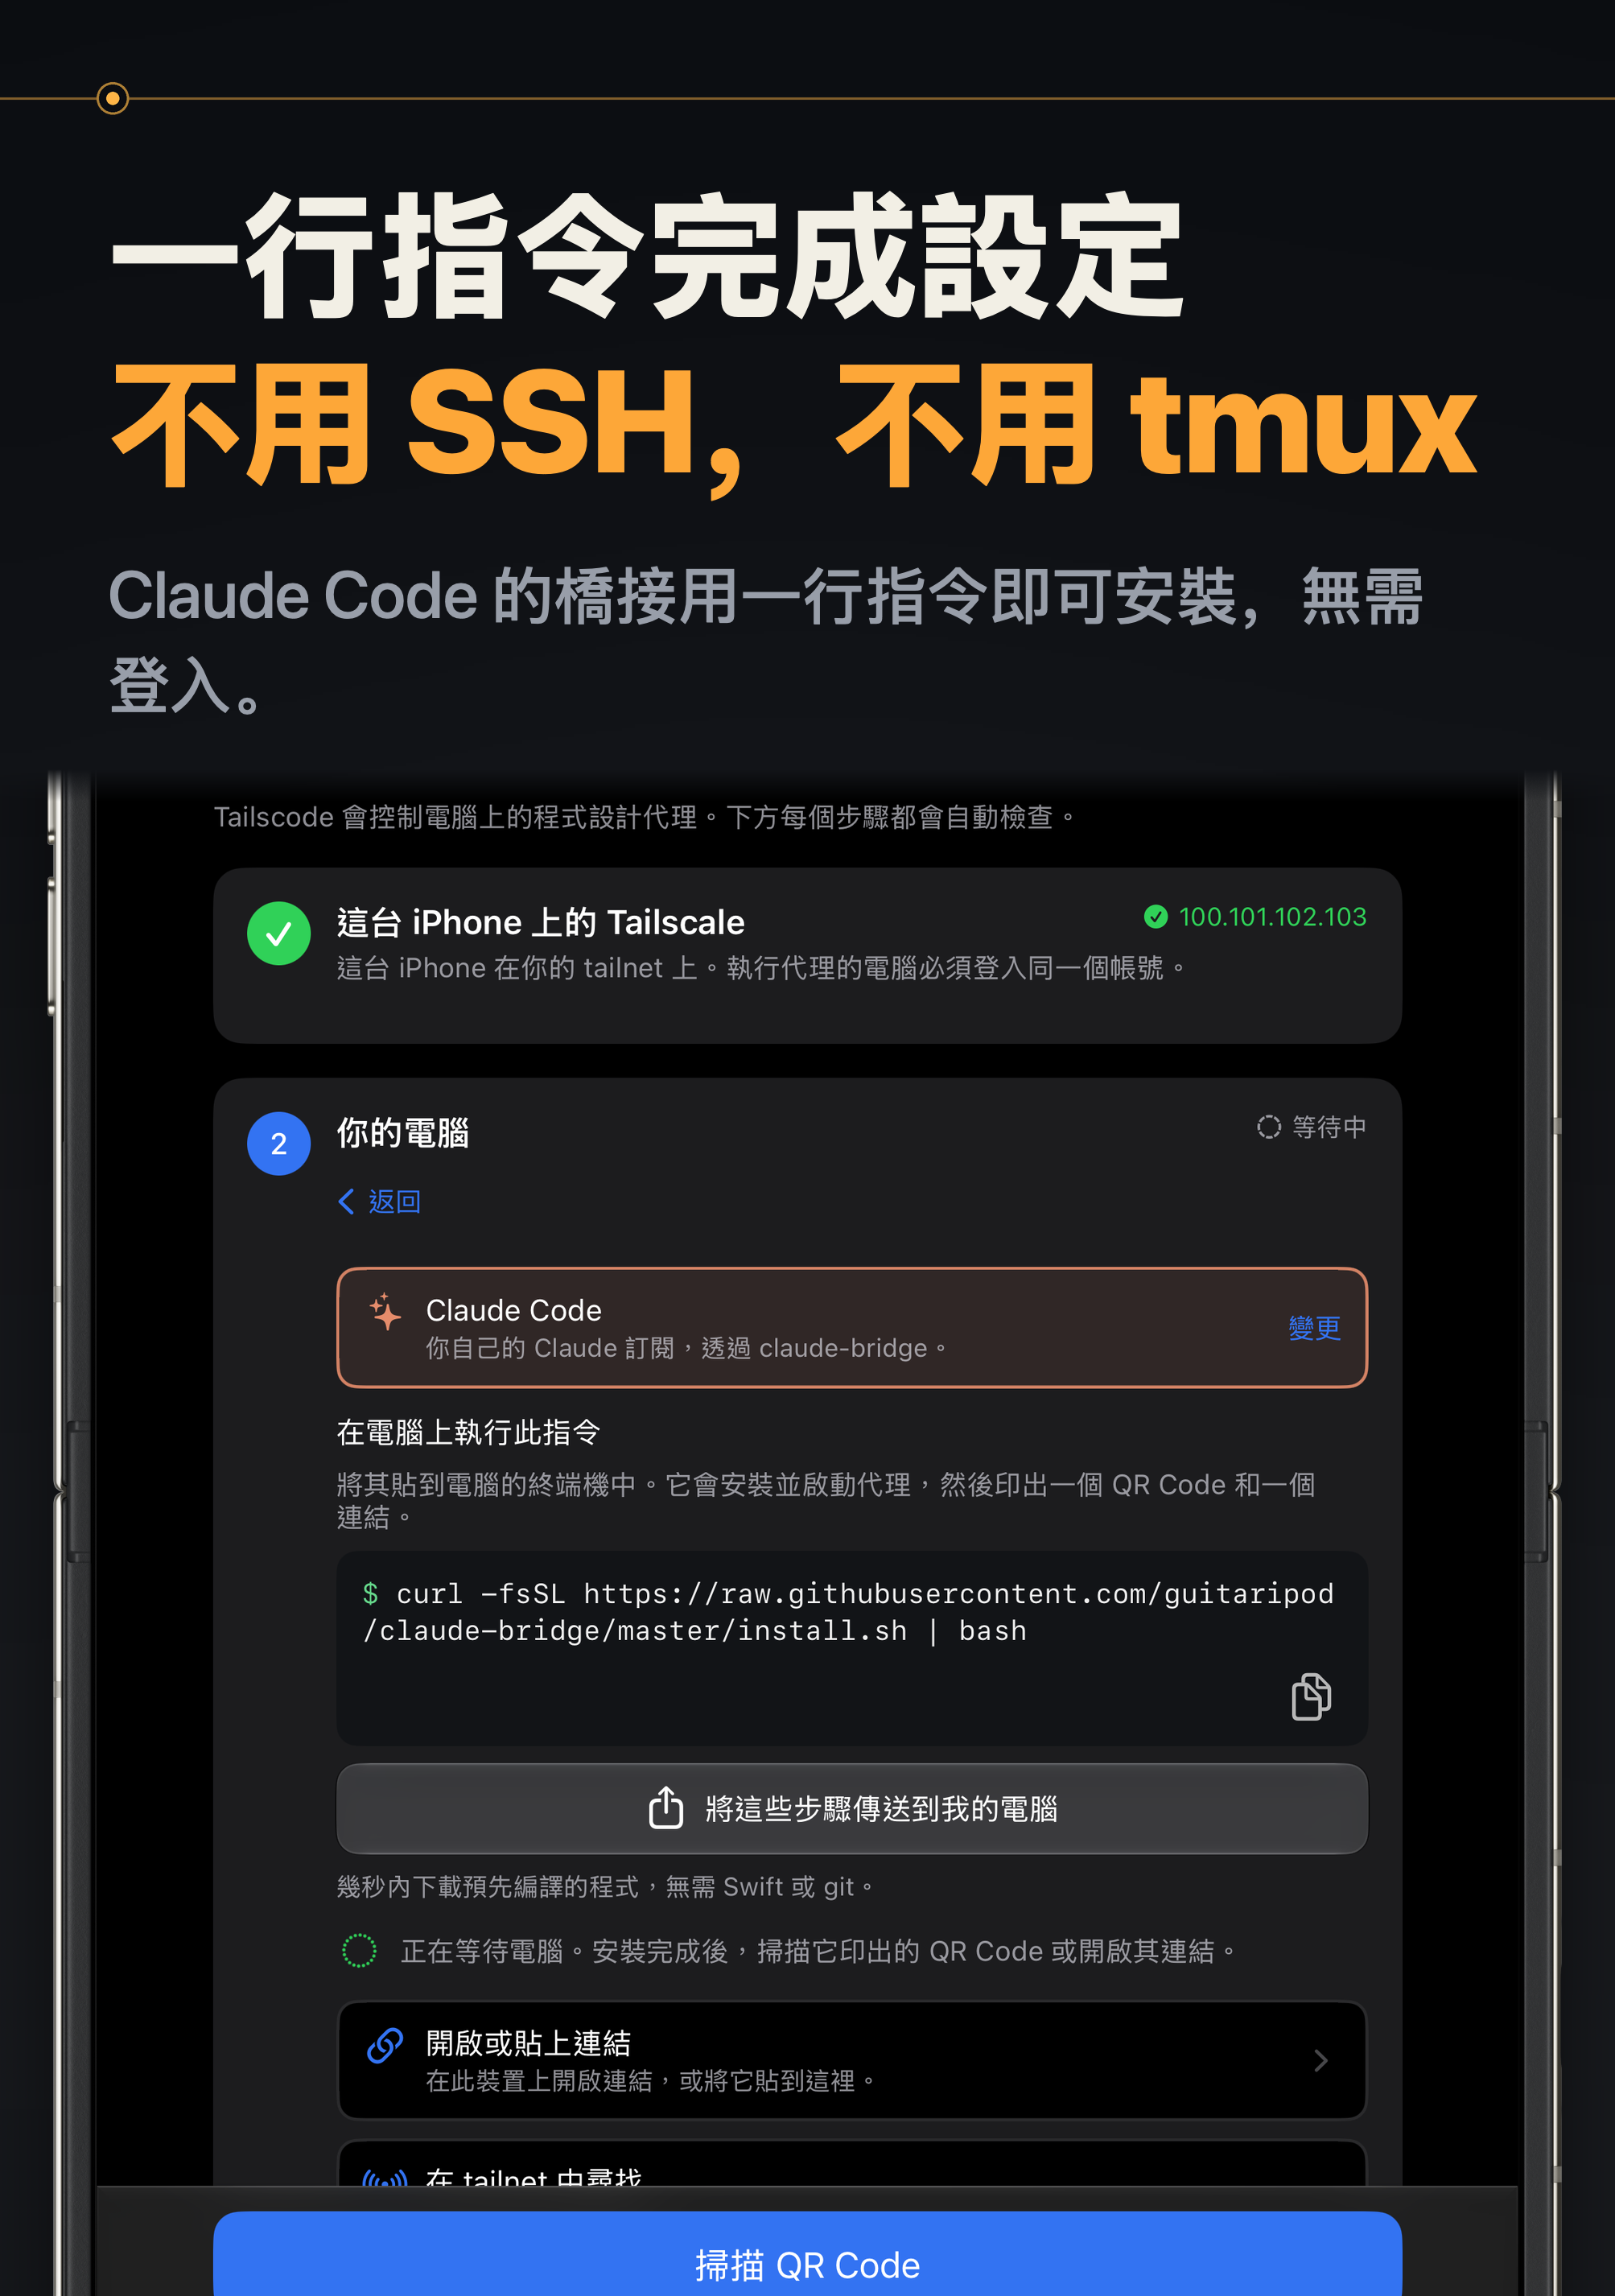 一行指令完成設定
不用 SSH，不用 tmux
Claude Code 的橋接用一行指令即可安裝，無需
登入。
Tailscode 會控制電腦上的程式設計代理。下方每個步驟都會自動檢查。
這台 iPhone 上的 Tailscale
100.101.102.103
這台 iPhone 在你的 tailnet 上。執行代理的電腦必須登入同一個帳號。
2
你的電腦
等待中
返回
Claude Code
你自己的 Claude 訂閱，透過 claude-bridge。
變更
在電腦上執行此指令
將其貼到電腦的終端機中。它會安裝並啟動代理，然後印出一個 QR Code 和一個
連結。
$ curl -fsSL https://raw.githubusercontent.com/guitaripod
/claude-bridge/master/install.sh | bash
將這些步驟傳送到我的電腦
幾秒內下載預先編譯的程式，無需 Swift 或 git。
正在等待電腦。安裝完成後，掃描它印出的 QR Code 或開啟其連結。
開啟或貼上連結
在此裝置上開啟連結，或將它貼到這裡。
在 tailnet 中尋找
掃描 QR Code